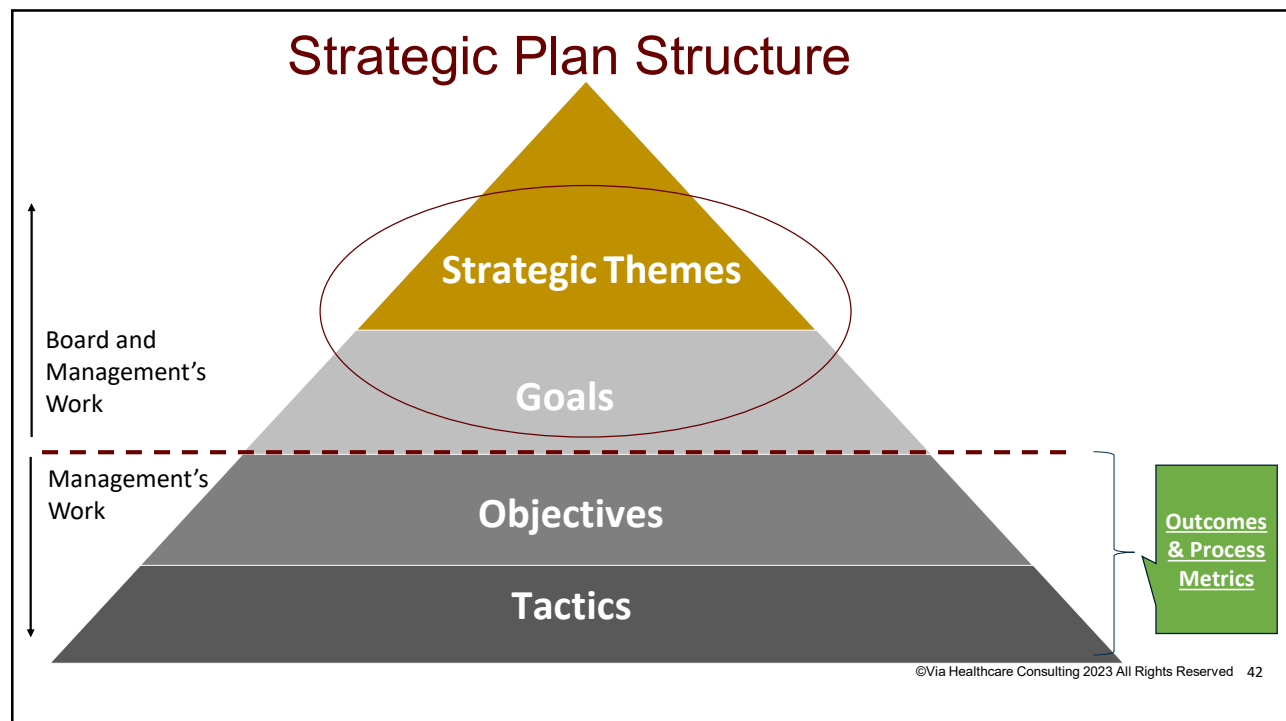 Strategic Plan Structure
Strategic Themes
Board and
Management’s
Work
Goals
Management’s
Work
Objectives
Outcomes
& Process
Metrics
Tactics
©Via Healthcare Consulting 2023 All Rights Reserved 42